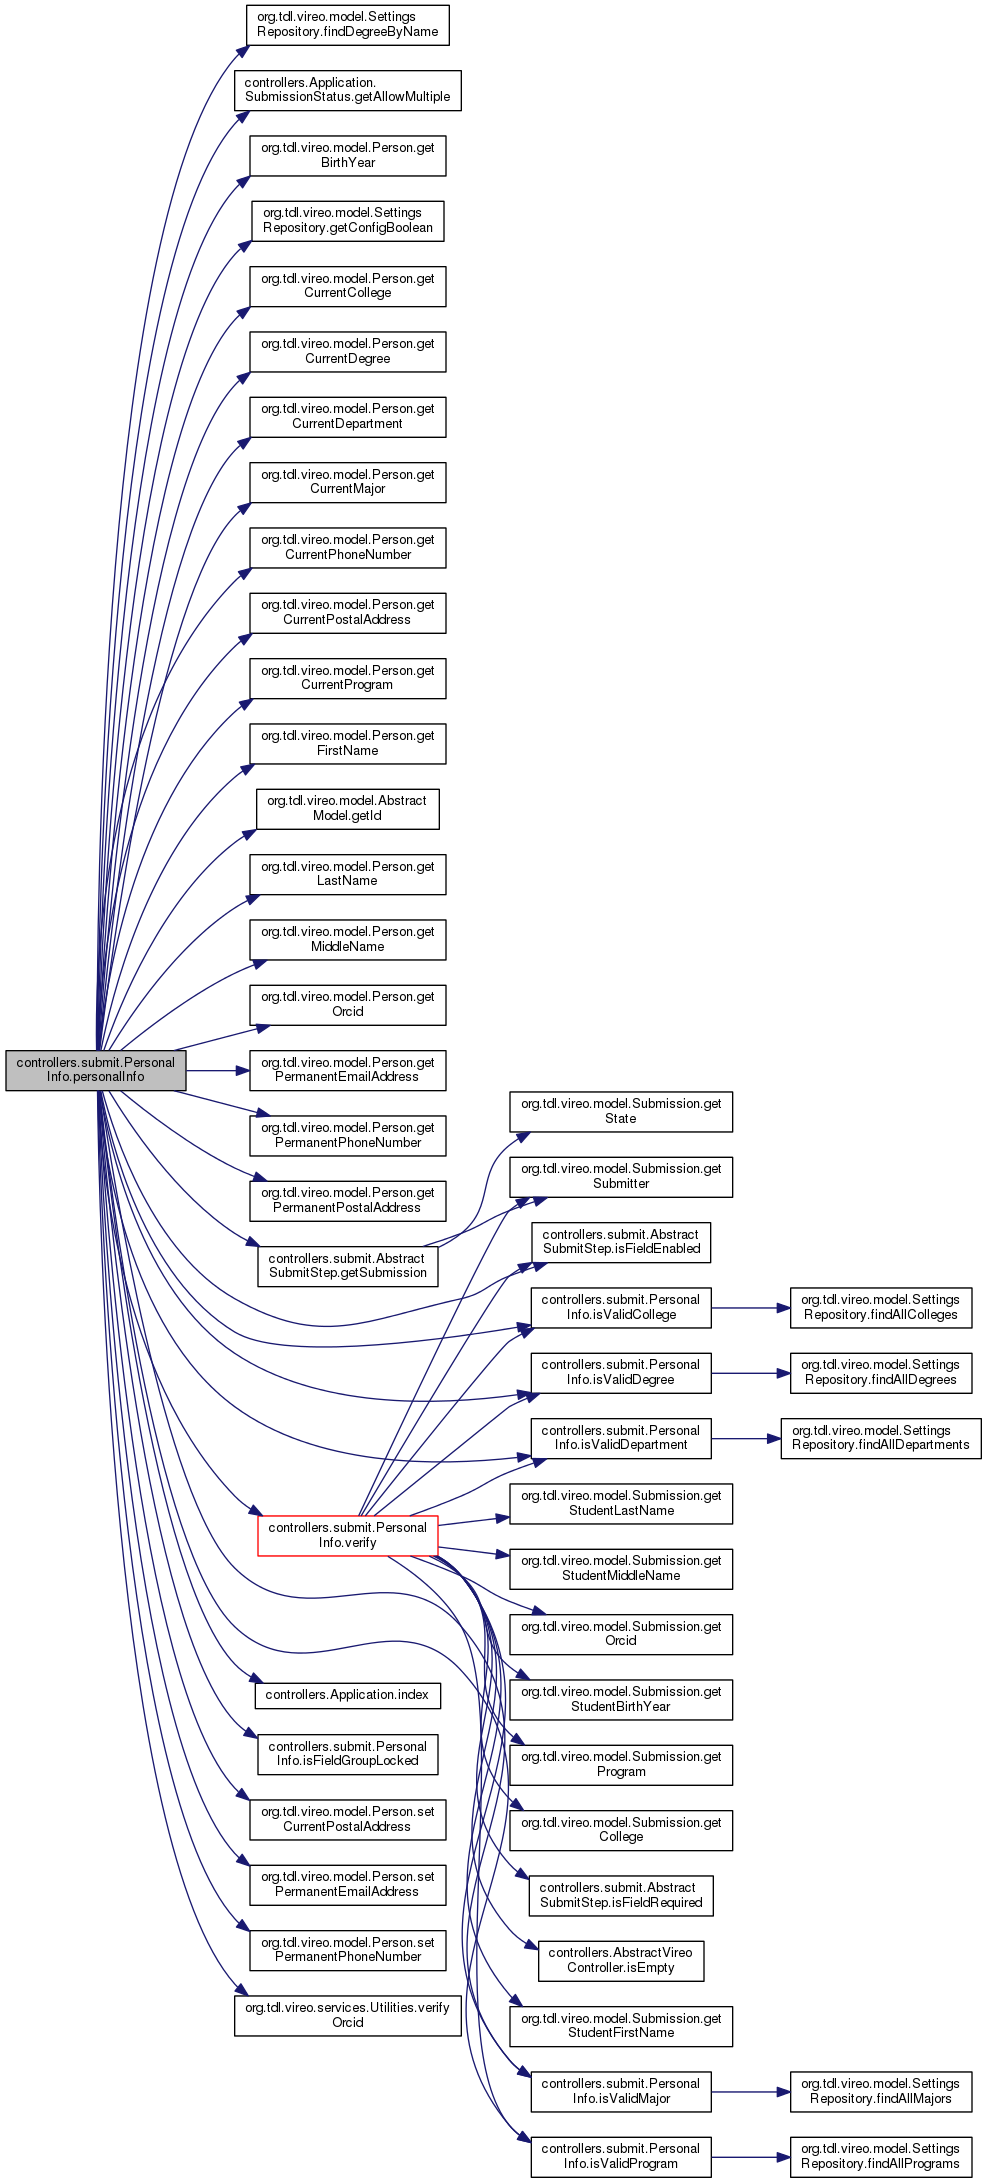 org.tdl.vireo.model.Settings
Repository.findDegreeByName
controllers.Application.
SubmissionStatus.getAllowMultiple
org.tdl.vireo.model.Person.get
BirthYear
org.tdl.vireo.model.Settings
Repository.getConfigBoolean
org.tdl.vireo.model.Person.get
CurrentCollege
org.tdl.vireo.model.Person.get
CurrentDegree
org.tdl.vireo.model.Person.get
CurrentDepartment
org.tdl.vireo.model.Person.get
CurrentMajor
org.tdl.vireo.model.Person.get
CurrentPhoneNumber
org.tdl.vireo.model.Person.get
CurrentPostalAddress
org.tdl.vireo.model.Person.get
CurrentProgram
org.tdl.vireo.model.Person.get
FirstName
org.tdl.vireo.model.Abstract
Model.getId
org.tdl.vireo.model.Person.get
LastName
org.tdl.vireo.model.Person.get
MiddleName
org.tdl.vireo.model.Person.get
Orcid
controllers.submit.Personal
Info.personalInfo
org.tdl.vireo.model.Person.get
PermanentEmailAddress
org.tdl.vireo.model.Person.get
PermanentPhoneNumber
org.tdl.vireo.model.Person.get
PermanentPostalAddress
controllers.submit.Abstract
SubmitStep.getSubmission
org.tdl.vireo.model.Submission.get
State
org.tdl.vireo.model.Submission.get
Submitter
controllers.submit.Abstract
SubmitStep.isFieldEnabled
controllers.submit.Personal
Info.isValidCollege
org.tdl.vireo.model.Settings
Repository.findAllColleges
controllers.submit.Personal
Info.isValidDegree
org.tdl.vireo.model.Settings
Repository.findAllDegrees
controllers.submit.Personal
Info.isValidDepartment
org.tdl.vireo.model.Settings
Repository.findAllDepartments
controllers.submit.Personal
Info.verify
org.tdl.vireo.model.Submission.get
StudentLastName
org.tdl.vireo.model.Submission.get
StudentMiddleName
org.tdl.vireo.model.Submission.get
Orcid
org.tdl.vireo.model.Submission.get
StudentBirthYear
org.tdl.vireo.model.Submission.get
Program
org.tdl.vireo.model.Submission.get
College
controllers.submit.Abstract
SubmitStep.isFieldRequired
controllers.AbstractVireo
Controller.isEmpty
org.tdl.vireo.model.Submission.get
StudentFirstName
controllers.submit.Personal
Info.isValidMajor
org.tdl.vireo.model.Settings
Repository.findAllMajors
controllers.submit.Personal
Info.isValidProgram
org.tdl.vireo.model.Settings
Repository.findAllPrograms
controllers.Application.index
controllers.submit.Personal
Info.isFieldGroupLocked
org.tdl.vireo.model.Person.set
CurrentPostalAddress
org.tdl.vireo.model.Person.set
PermanentEmailAddress
org.tdl.vireo.model.Person.set
PermanentPhoneNumber
org.tdl.vireo.services.Utilities.verify
Orcid